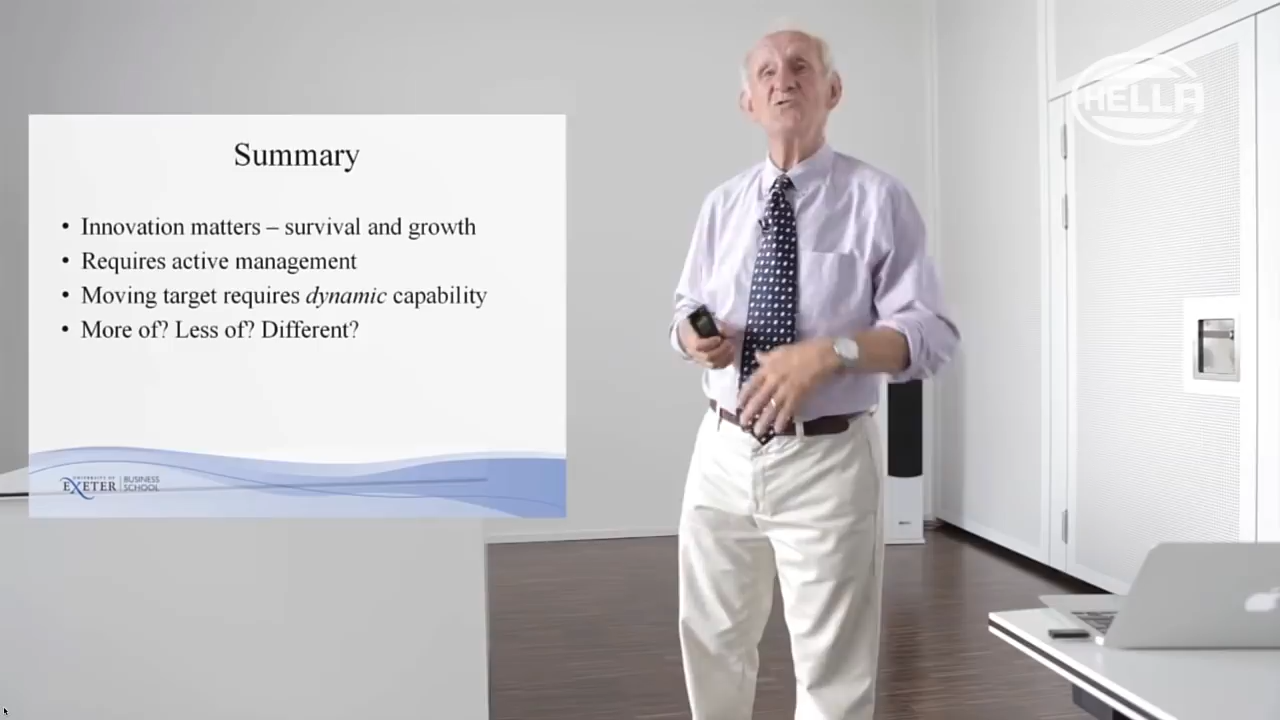 HELLA
Summary
• Innovation matters – survival and growth
• Requires active management
• Moving target requires dynamic capability
• More of? Less of? Different?
UNIVERSITY OF
EXETER
BUSINESS
SCHOOL